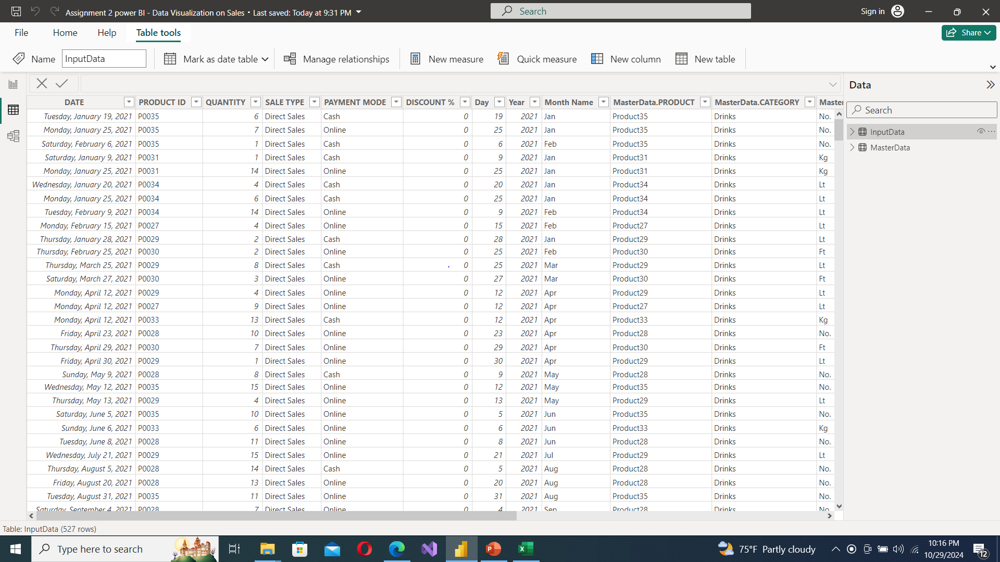 Assignment 2 power BI - Data Visualization on Sales • Last saved: Today at 9:31 PM
Search
Sign in
File Home Help Table tools
Share
Name InputData Mark as date table Manage relationships New measure Quick measure New column New table
DATE PRODUCT ID QUANTITY SALE TYPE PAYMENT MODE DISCOUNT % Day Year Month Name MasterData.PRODUCT MasterData.CATEGORY Master
Tuesday, January 19, 2021 P0035 6 Direct Sales Cash 0 19 2021 Jan Product35 Drinks No.
Monday, January 25, 2021 P0035 7 Direct Sales Online 0 25 2021 Jan Product35 Drinks No.
Saturday, February 6, 2021 P0035 1 Direct Sales Cash 0 6 2021 Feb Product35 Drinks No.
Saturday, January 9, 2021 P0031 1 Direct Sales Cash 0 9 2021 Jan Product31 Drinks Kg
Monday, January 25, 2021 P0031 14 Direct Sales Online 0 25 2021 Jan Product31 Drinks Kg
Wednesday, January 20, 2021 P0034 4 Direct Sales Cash 0 20 2021 Jan Product34 Drinks Lt
Monday, January 25, 2021 P0034 6 Direct Sales Cash 0 25 2021 Jan Product34 Drinks Lt
Tuesday, February 9, 2021 P0034 14 Direct Sales Online 0 9 2021 Feb Product34 Drinks Lt
Monday, February 15, 2021 P0027 4 Direct Sales Online 0 15 2021 Feb Product27 Drinks Lt
Thursday, January 28, 2021 P0029 2 Direct Sales Cash 0 28 2021 Jan Product29 Drinks Lt
Thursday, February 25, 2021 P0030 2 Direct Sales Online 0 25 2021 Feb Product30 Drinks Ft
Thursday, March 25, 2021 P0029 8 Direct Sales Cash 0 25 2021 Mar Product29 Drinks Lt
Saturday, March 27, 2021 P0030 3 Direct Sales Online 0 27 2021 Mar Product30 Drinks Ft
Monday, April 12, 2021 P0029 4 Direct Sales Online 0 12 2021 Apr Product29 Drinks Lt
Monday, April 12, 2021 P0027 9 Direct Sales Online 0 12 2021 Apr Product27 Drinks Lt
Monday, April 12, 2021 P0033 13 Direct Sales Cash 0 12 2021 Apr Product33 Drinks Kg
Friday, April 23, 2021 P0028 10 Direct Sales Online 0 23 2021 Apr Product28 Drinks No.
Thursday, April 29, 2021 P0030 7 Direct Sales Online 0 29 2021 Apr Product30 Drinks Ft
Friday, April 30, 2021 P0029 1 Direct Sales Online 0 30 2021 Apr Product29 Drinks Lt
Sunday, May 9, 2021 P0028 8 Direct Sales Cash 0 9 2021 May Product28 Drinks No.
Wednesday, May 12, 2021 P0035 15 Direct Sales Online 0 12 2021 May Product35 Drinks No.
Thursday, May 13, 2021 P0029 4 Direct Sales Online 0 13 2021 May Product29 Drinks Lt
Saturday, June 5, 2021 P0035 10 Direct Sales Online 0 5 2021 Jun Product35 Drinks No.
Sunday, June 6, 2021 P0033 6 Direct Sales Online 0 6 2021 Jun Product33 Drinks Kg
Tuesday, June 8, 2021 P0028 11 Direct Sales Online 0 8 2021 Jun Product28 Drinks No.
Wednesday, July 21, 2021 P0029 15 Direct Sales Online 0 21 2021 Jul Product29 Drinks Lt
Thursday, August 5, 2021 P0028 14 Direct Sales Cash 0 5 2021 Aug Product28 Drinks No.
Friday, August 20, 2021 P0028 13 Direct Sales Online 0 20 2021 Aug Product28 Drinks No.
Tuesday, August 31, 2021 P0035 11 Direct Sales Online 0 31 2021 Aug Product35 Drinks No.
Saturday, September 4, 2021 P0028 7 Direct Sales Online 0 4 2021 Sep Product28 Drinks No.
Data
Search
InputData
MasterData
Table: InputData (527 rows)
Type here to search
75°F Partly cloudy
10:16 PM
10/29/2024
12